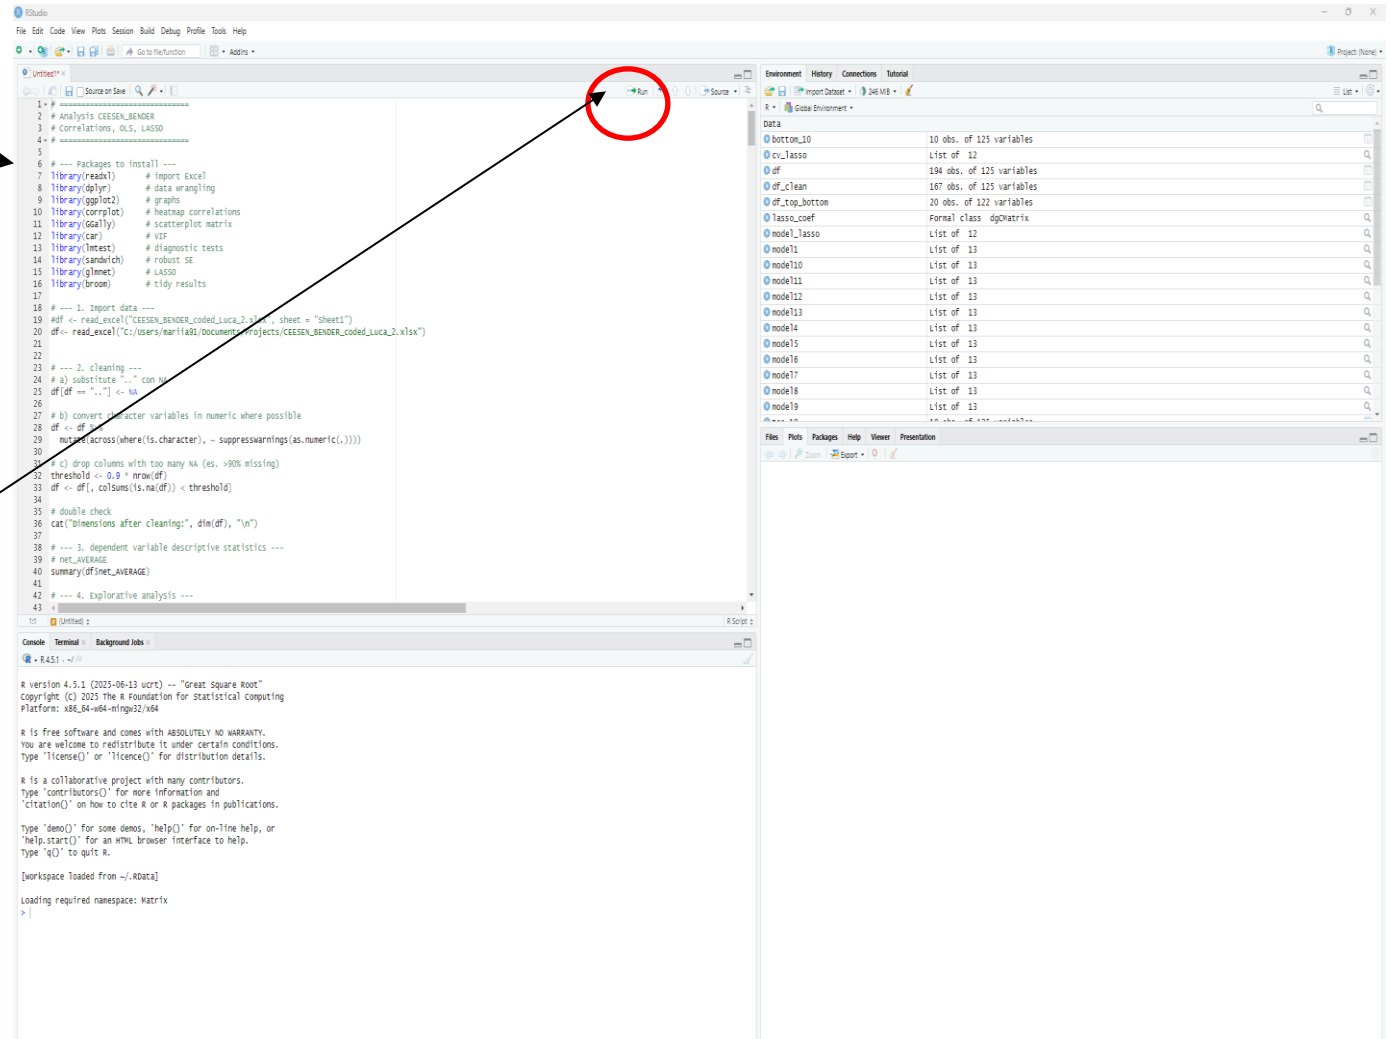 RStudio
File Edit Code View Plots Session Build Debug Profile Tools Help
Go to file/function Addins
Project: (None)
Untitled1*
Source on Save Run Source
1 # ==============================
2 # Analysis CEESEN_BENDER
3 # Correlations, OLS, LASSO
4 # ==============================
5
6 # --- Packages to install ---
7 library(readxl) # import Excel
8 library(dplyr) # data wrangling
9 library(ggplot2) # graphs
10 library(corrplot) # heatmap correlations
11 library(GGally) # scatterplot matrix
12 library(car) # VIF
13 library(lmtest) # diagnostic tests
14 library(sandwich) # robust SE
15 library(glmnet) # LASSO
16 library(broom) # tidy results
17
18 # --- 1. Import data ---
19 #df <- read_excel("CEESEN_BENDER_coded_Luca_2.xlsx", sheet = "Sheet1")
20 df<- read_excel("C:/Users/mariia91/Documents/Projects/CEESEN_BENDER_coded_Luca_2.xlsx")
21
22
23 # --- 2. cleaning ---
24 # a) substitute ".." con NA
25 df[df == ".."] <- NA
26
27 # b) convert character variables in numeric where possible
28 df <- df %>%
29 mutate(across(where(is.character), ~ suppressWarnings(as.numeric(.))))
30
31 # c) drop columns with too many NA (es. >90% missing)
32 threshold <- 0.9 * nrow(df)
33 df <- df[, colSums(is.na(df)) < threshold]
34
35 # double check
36 cat("Dimensions after cleaning:", dim(df), "\n")
37
38 # --- 3. dependent variable descriptive statistics ---
39 # net_AVERAGE
40 summary(df$net_AVERAGE)
41
42 # --- 4. Explorative analysis ---
43
1:1 (Untitled) R Script
Console Terminal Background Jobs
R 4.5.1 · ~/
R version 4.5.1 (2025-06-13 ucrt) -- "Great Square Root"
Copyright (C) 2025 The R Foundation for Statistical Computing
Platform: x86_64-w64-mingw32/x64
R is free software and comes with ABSOLUTELY NO WARRANTY.
You are welcome to redistribute it under certain conditions.
Type 'license()' or 'licence()' for distribution details.
R is a collaborative project with many contributors.
Type 'contributors()' for more information and
'citation()' on how to cite R or R packages in publications.
Type 'demo()' for some demos, 'help()' for on-line help, or
'help.start()' for an HTML browser interface to help.
Type 'q()' to quit R.
[Workspace loaded from ~/.RData]
Loading required namespace: Matrix
>
Environment History Connections Tutorial
Import Dataset 246 MiB List
R Global Environment
Data
bottom_10 10 obs. of 125 variables
cv_lasso List of 12
df 194 obs. of 125 variables
df_clean 167 obs. of 125 variables
df_top_bottom 20 obs. of 122 variables
lasso_coef Formal class dgCMatrix
model_lasso List of 12
model1 List of 13
model10 List of 13
model11 List of 13
model12 List of 13
model13 List of 13
model4 List of 13
model5 List of 13
model6 List of 13
model7 List of 13
model8 List of 13
model9 List of 13
Files Plots Packages Help Viewer Presentation
Zoom Export